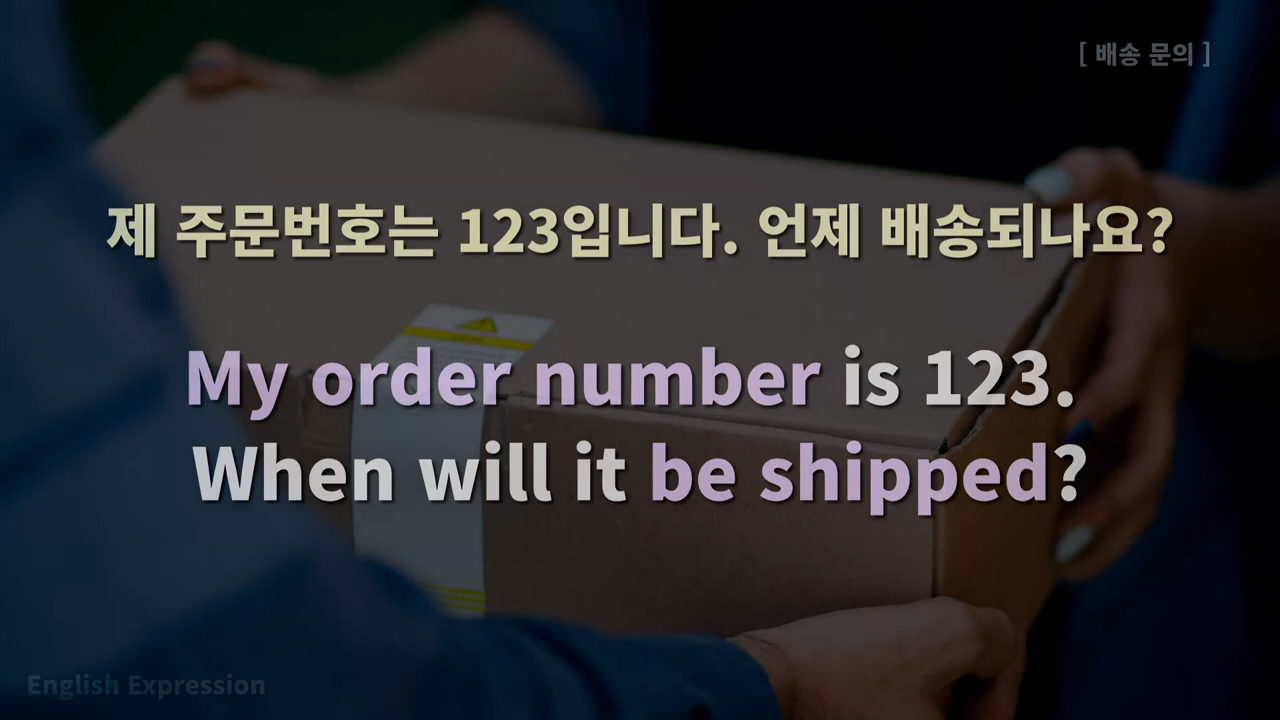 [ 배송 문의 ]
제 주문번호는 123입니다. 언제 배송되나요?
My order number is 123.
When will it be shipped?
English Expression